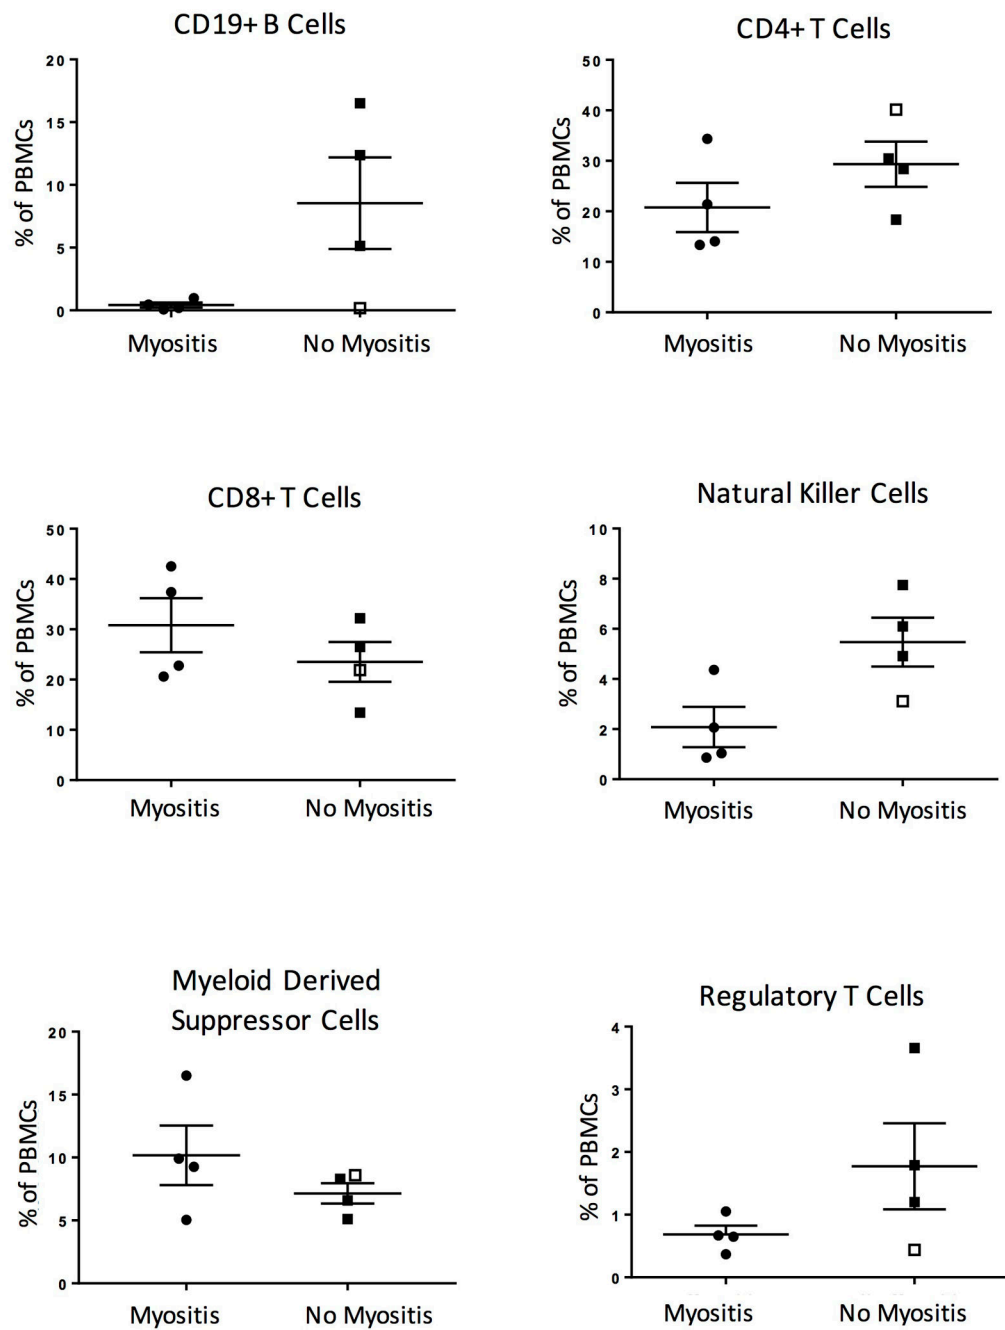 CD19+ B Cells
% of PBMCs
20
15
10
5
0
Myositis
No Myositis
CD4+ T Cells
% of PBMCs
50
40
30
20
10
0
Myositis
No Myositis
CD8+ T Cells
% of PBMCs
50
40
30
20
10
0
Myositis
No Myositis
Natural Killer Cells
% of PBMCs
10
8
6
4
2
0
Myositis
No Myositis
Myeloid Derived
Suppressor Cells
% of PBMCs
20
15
10
5
0
Myositis
No Myositis
Regulatory T Cells
% of PBMCs
4
3
2
1
0
Myositis
No Myositis